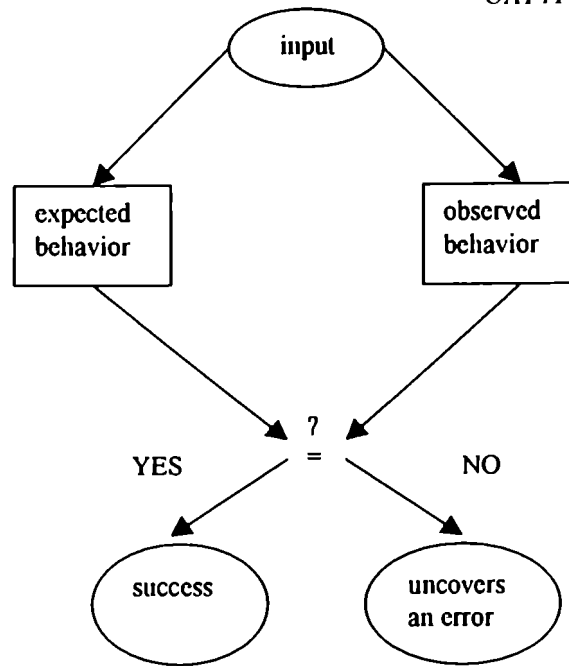 input
expected
behavior
observed
behavior
?
=
YES
NO
success
uncovers
an error